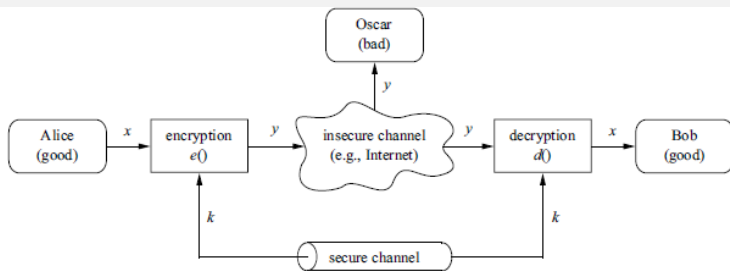 Oscar
(bad)
y
Alice
(good)
x
encryption
e()
y
insecure channel
(e.g., Internet)
y
decryption
d()
x
Bob
(good)
k
k
secure channel